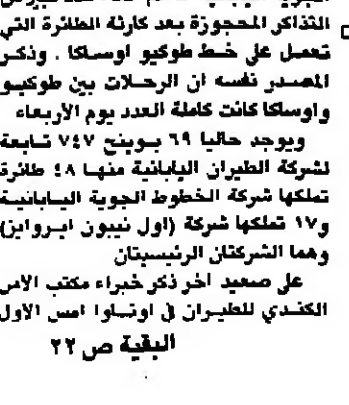 التذاكر المحجوزة بعد كارثة الطائرة التي
تعمل على خط طوكيو اوساكا . وذكر
المصدر نفسه ان الرحلات بين طوكيو
واوساكا كانت كاملة العدد يوم الأربعاء
ويوجد حاليا ٦٩ بوينج ٧٤٧ تابعة
لشركة الطيران اليابانية منها ٤٨ طائرة
تملكها شركة الخطوط الجوية اليابانية
و١٧ تملكها شركة (اول نيبون ايروايز)
وهما الشركتان الرئيسيتان
على صعيد اخر ذكر خبراء مكتب الامن
الكندي للطيران في اوتاوا امس الاول
البقية ص ٢٢